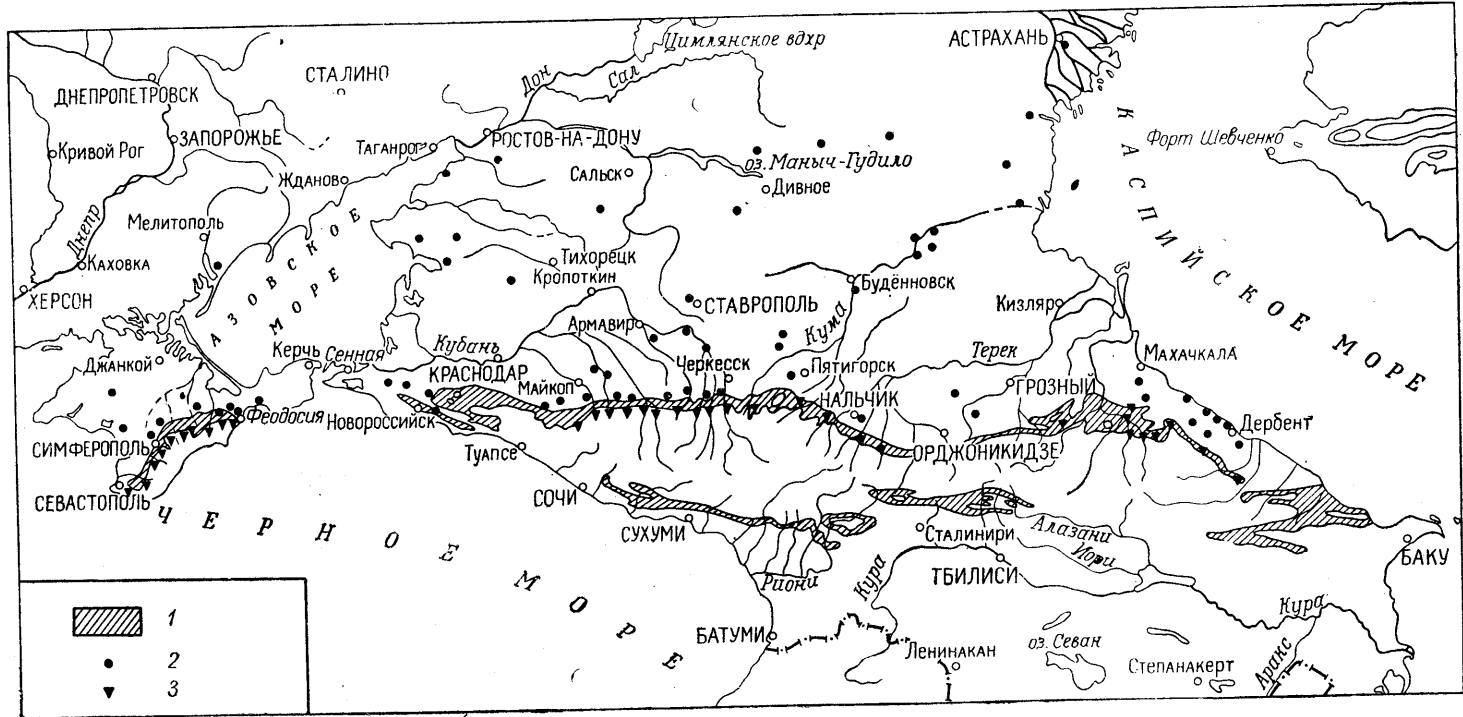 АСТРАХАНЬ
Цимлянское вдхр
Дон
Сал
СТАЛИНО
ДНЕПРОПЕТРОВСК
ЗАПОРОЖЬЕ
Кривой Рог
Таганрог
РОСТОВ-НА-ДОНУ
оз. Маныч-Гудило
Форт Шевченко
Жданов
Сальск
Дивное
КАСПИЙСКОЕ МОРЕ
Днепр
Мелитополь
Каховка
ХЕРСОН
АЗОВСКОЕ
МОРЕ
Тихорецк
Кропоткин
СТАВРОПОЛЬ
Будённовск
Кизляр
Армавир
Кума
Джанкой
Керчь
Сенная
Кубань
Черкесск
Пятигорск
Терек
МАХАЧКАЛА
КРАСНОДАР
Майкоп
НАЛЬЧИК
ГРОЗНЫЙ
Феодосия
Новороссийск
Дербент
СИМФЕРОПОЛЬ
Туапсе
ОРДЖОНИКИДЗЕ
СЕВАСТОПОЛЬ
СОЧИ
ЧЕРНОЕ МОРЕ
СУХУМИ
Сталинири
Алазани
Иори
БАКУ
Риони
Кура
ТБИЛИСИ
Кура
БАТУМИ
Ленинакан
оз. Севан
Степанакерт
Аракс
1
2
3